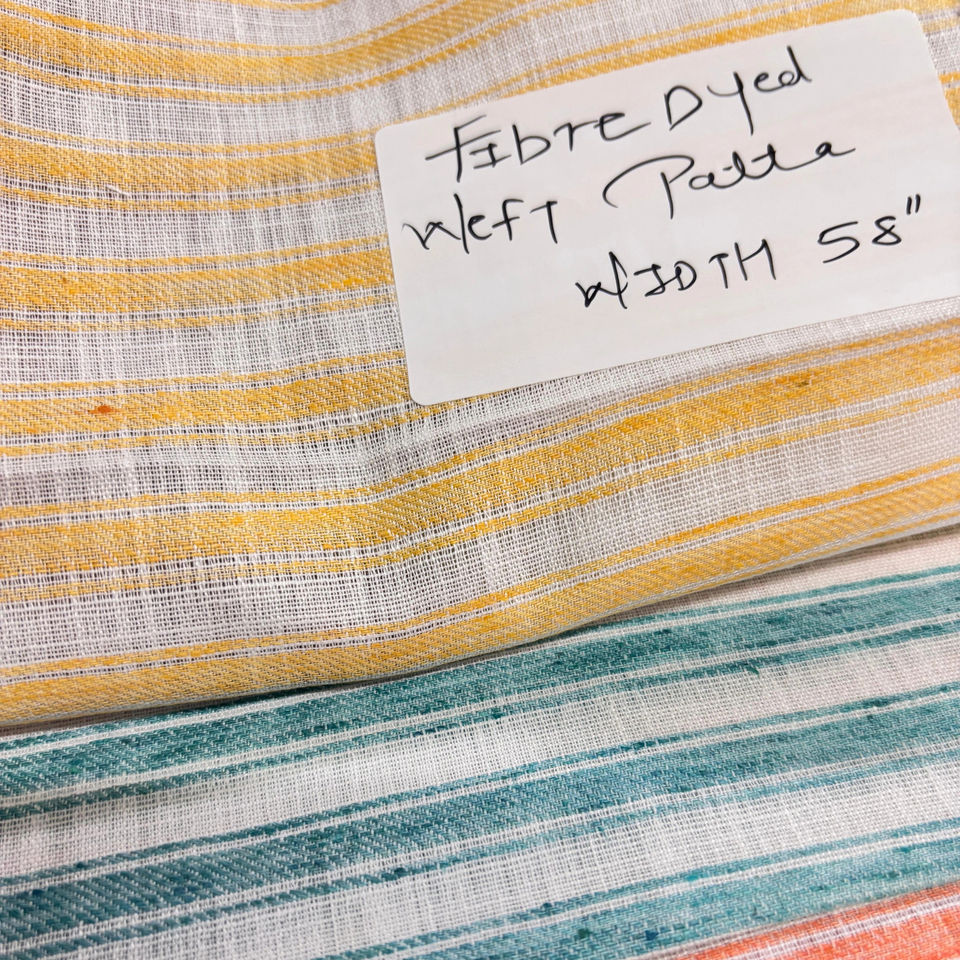 Fibre Dyed
Weft Patta
WIDTH 58"